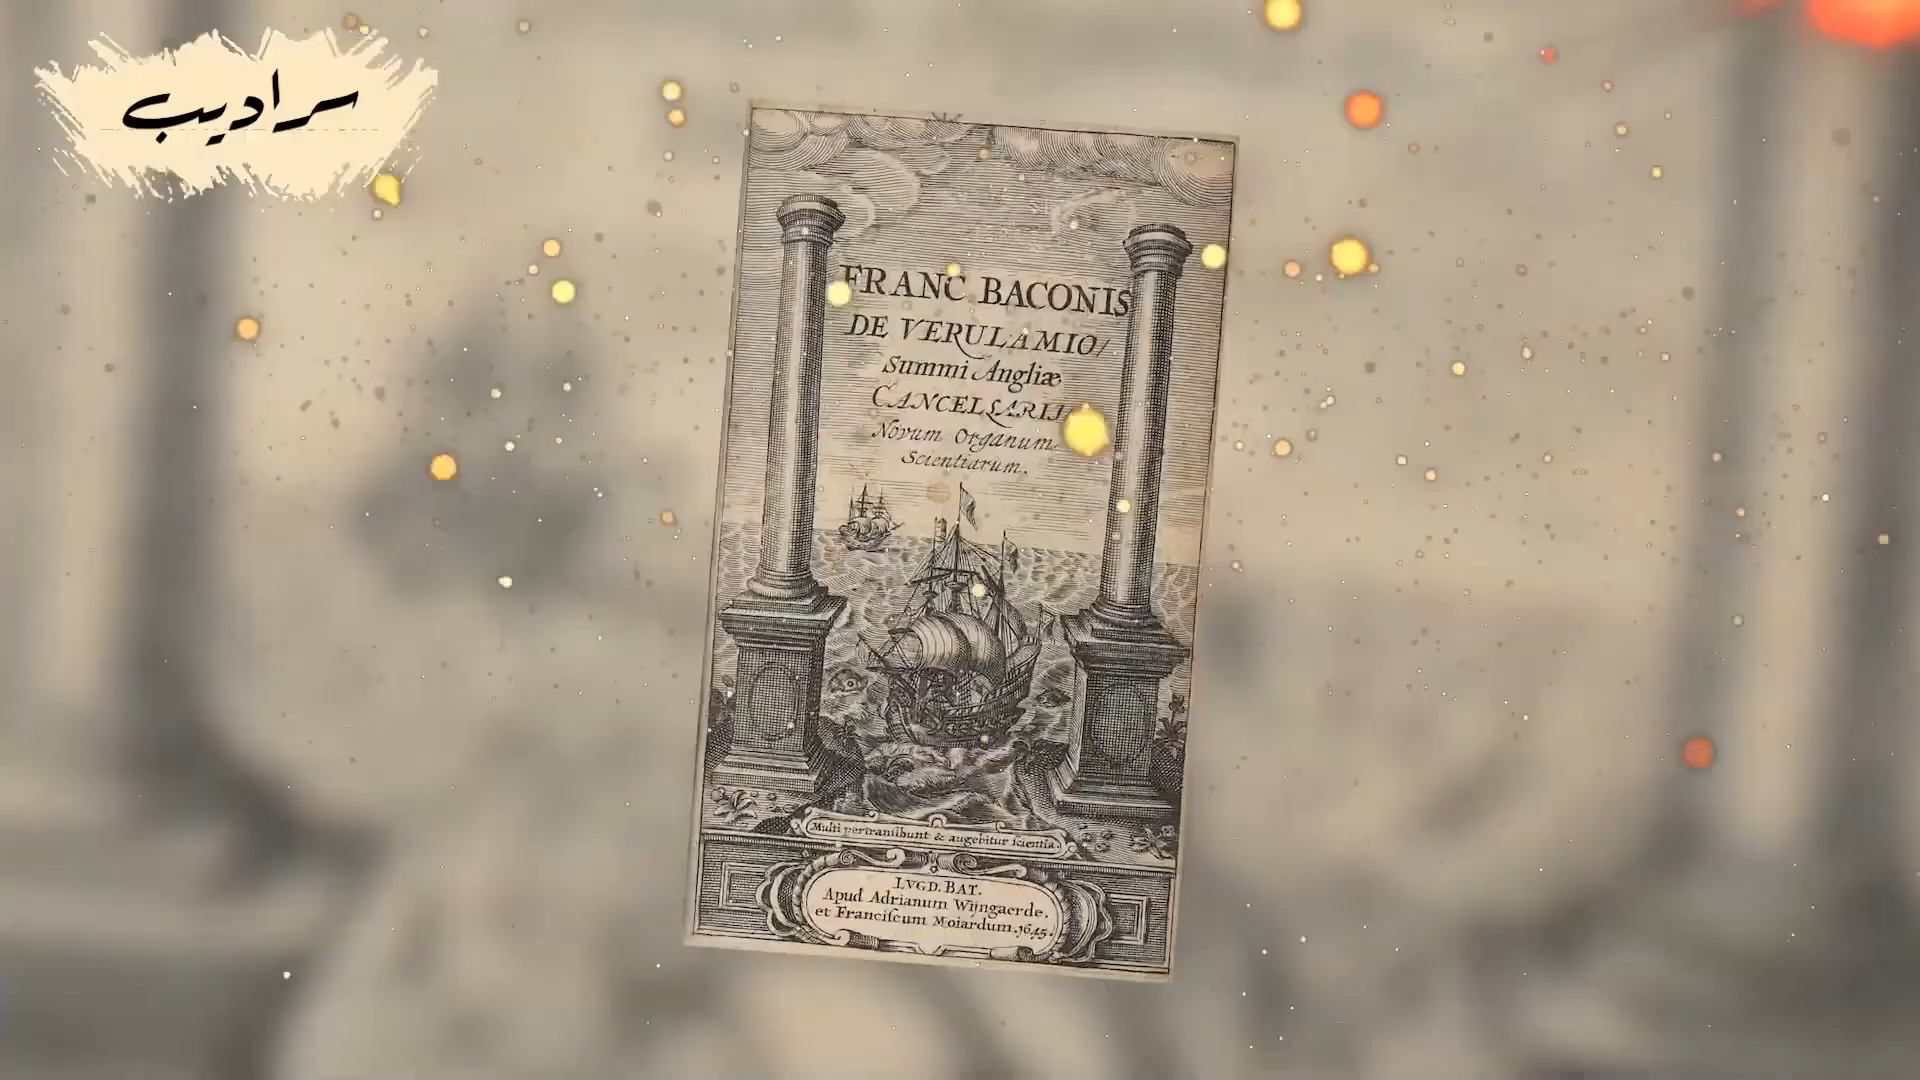 سراديب
FRANC BACONIS
DE VERULAMIO/
Summi Angliæ
CANCELLARIJ
Novum Organum
Scientiarum.
Multi pertransibunt & augebitur scientia.
LVGD. BAT.
Apud Adrianum Wijngaerde.
et Franciscum Moiardum. 1645.